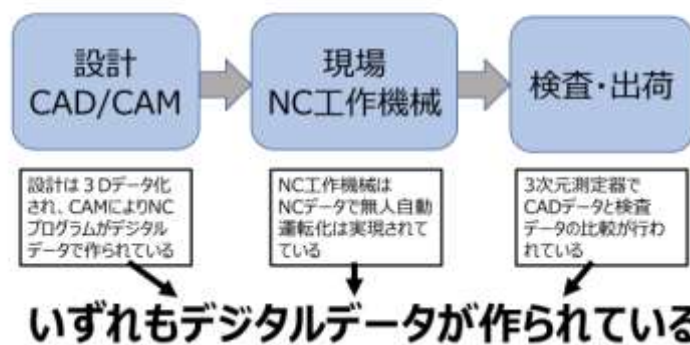 設計
CAD/CAM
現場
NC工作機械
検査・出荷
設計は3Dデータ化
され、CAMによりNC
プログラムがデジタル
データで作られている
NC工作機械は
NCデータで無人自動
運転化は実現されて
ている
3次元測定器で
CADデータと検査
データの比較が行わ
れている
いずれもデジタルデータが作られている